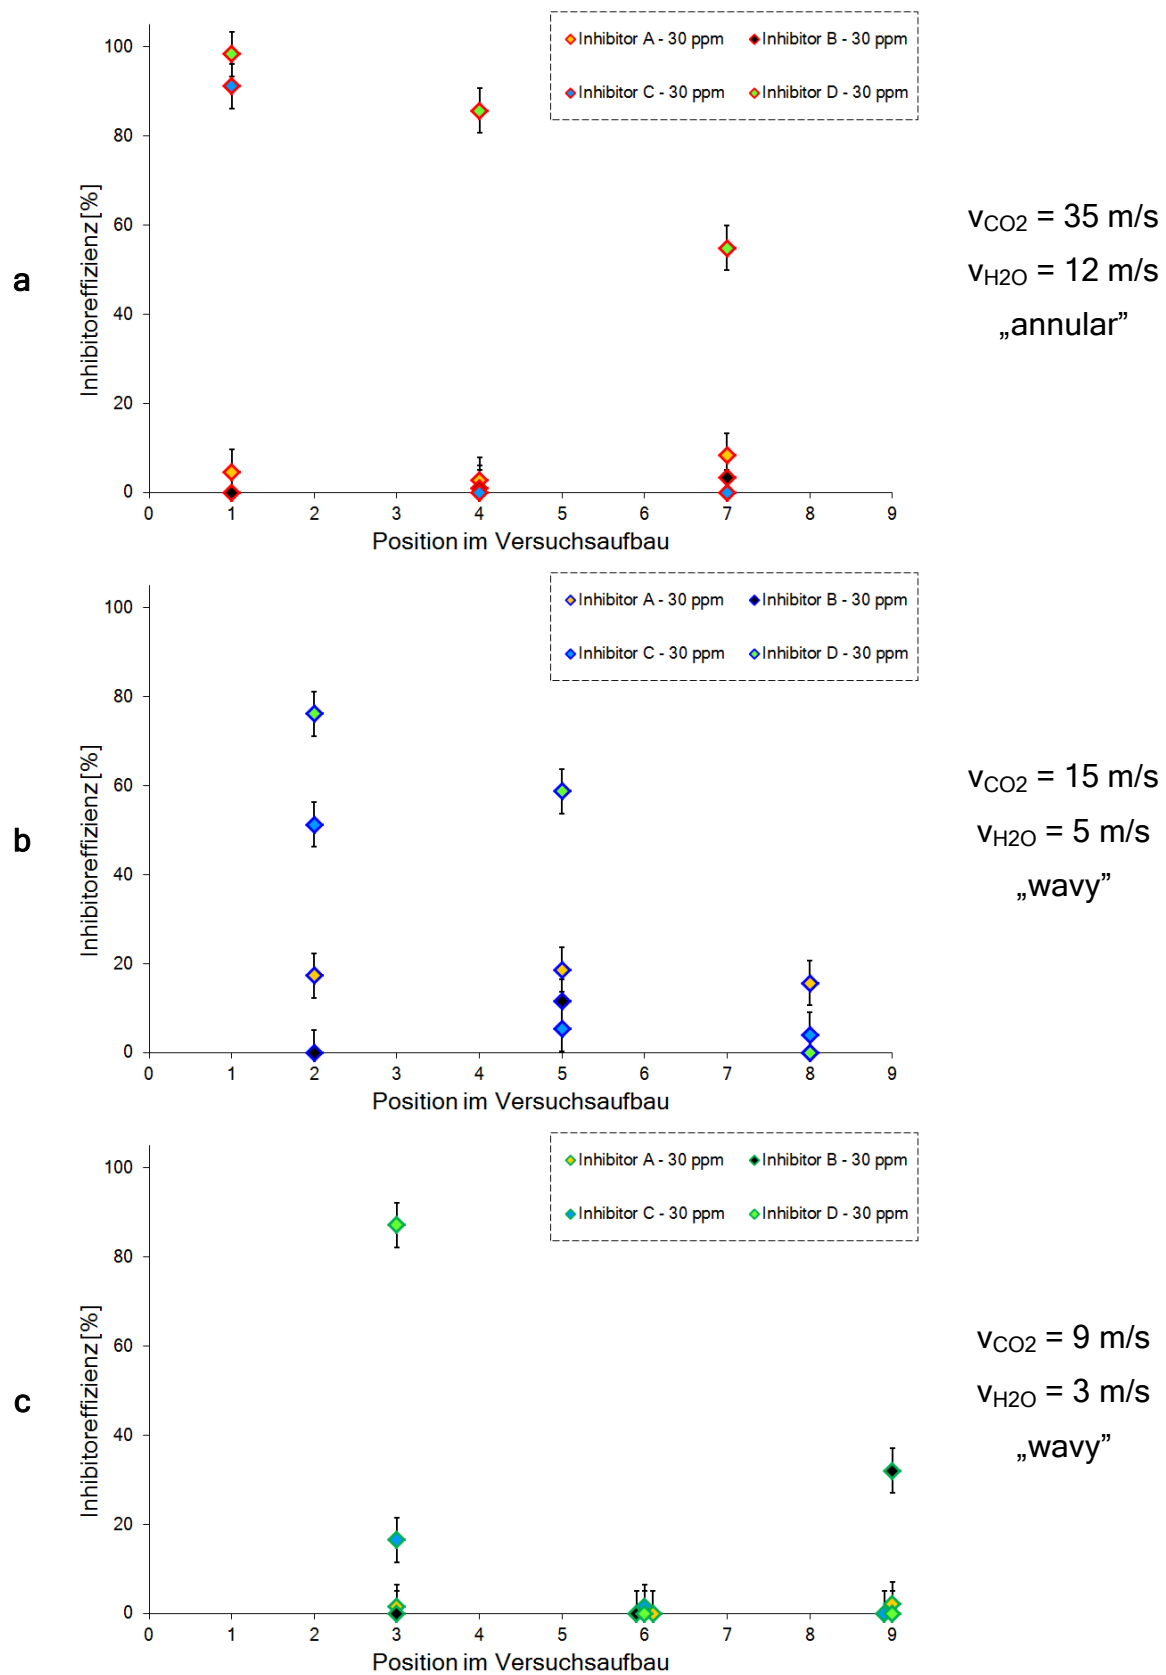 a
Inhibitoreffizienz [%]
100
80
60
40
20
0
0 1 2 3 4 5 6 7 8 9
Position im Versuchsaufbau
Inhibitor A - 30 ppm Inhibitor B - 30 ppm
Inhibitor C - 30 ppm Inhibitor D - 30 ppm
vCO2 = 35 m/s
vH2O = 12 m/s
„annular”
b
Inhibitoreffizienz [%]
100
80
60
40
20
0
0 1 2 3 4 5 6 7 8 9
Position im Versuchsaufbau
Inhibitor A - 30 ppm Inhibitor B - 30 ppm
Inhibitor C - 30 ppm Inhibitor D - 30 ppm
vCO2 = 15 m/s
vH2O = 5 m/s
„wavy”
c
Inhibitoreffizienz [%]
100
80
60
40
20
0
0 1 2 3 4 5 6 7 8 9
Position im Versuchsaufbau
Inhibitor A - 30 ppm Inhibitor B - 30 ppm
Inhibitor C - 30 ppm Inhibitor D - 30 ppm
vCO2 = 9 m/s
vH2O = 3 m/s
„wavy”